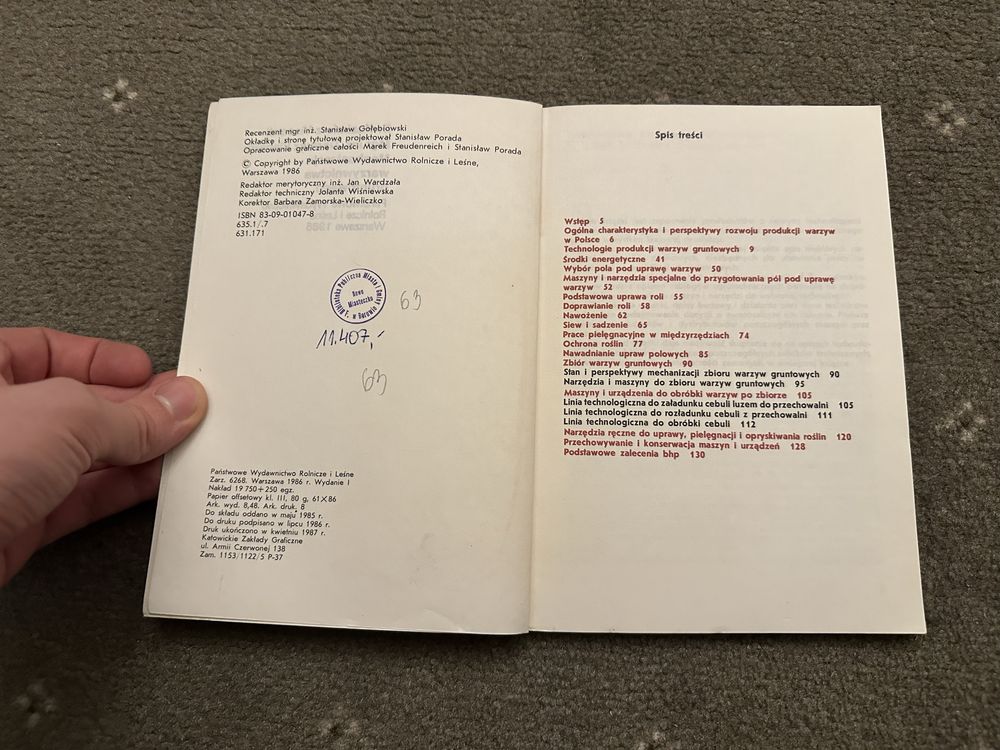 Recenzent mgr inż. Stanisław Gołębiowski
Okładkę i stronę tytułową projektował Stanisław Porada
Opracowanie graficzne całości Marek Freudenreich i Stanisław Porada
© Copyright by Państwowe Wydawnictwo Rolnicze i Leśne,
Warszawa 1986
Redaktor merytoryczny inż. Jan Wardzała
Redaktor techniczny Jolanta Wiśniewska
Korektor Barbara Zamorska-Wieliczko
ISBN 83-09-01047-8
635.1/.7
631.171
Biblioteka Publiczna Miasta i Gminy
Nowe
Miasteczko
63
11.407,-
63
Państwowe Wydawnictwo Rolnicze i Leśne
Zarz. 6268. Warszawa 1986 r. Wydanie I
Nakład 19 750+250 egz.
Papier offsetowy kl. III, 80 g, 61X86
Ark. wyd. 8,48. Ark. druk. 8
Do składu oddano w maju 1985 r.
Do druku podpisano w lipcu 1986 r.
Druk ukończono w kwietniu 1987 r.
Katowickie Zakłady Graficzne
ul. Armii Czerwonej 138
Zam. 1153/1122/5 P-37
Spis treści
Wstęp 5
Ogólna charakterystyka i perspektywy rozwoju produkcji warzyw
w Polsce 6
Technologie produkcji warzyw gruntowych 9
Środki energetyczne 41
Wybór pola pod uprawę warzyw 50
Maszyny i narzędzia specjalne do przygotowania pól pod uprawę
warzyw 52
Podstawowa uprawa roli 55
Doprawianie roli 58
Nawożenie 62
Siew i sadzenie 65
Prace pielęgnacyjne w międzyrzędziach 74
Ochrona roślin 77
Nawadnianie upraw polowych 85
Zbiór warzyw gruntowych 90
Stan i perspektywy mechanizacji zbioru warzyw gruntowych 90
Narzędzia i maszyny do zbioru warzyw gruntowych 95
Maszyny i urządzenia do obróbki warzyw po zbiorze 105
Linia technologiczna do załadunku cebuli luzem do przechowalni 105
Linia technologiczna do rozładunku cebuli z przechowalni 111
Linia technologiczna do obróbki cebuli 112
Narzędzia ręczne do uprawy, pielęgnacji i opryskiwania roślin 120
Przechowywanie i konserwacja maszyn i urządzeń 128
Podstawowe zalecenia bhp 130